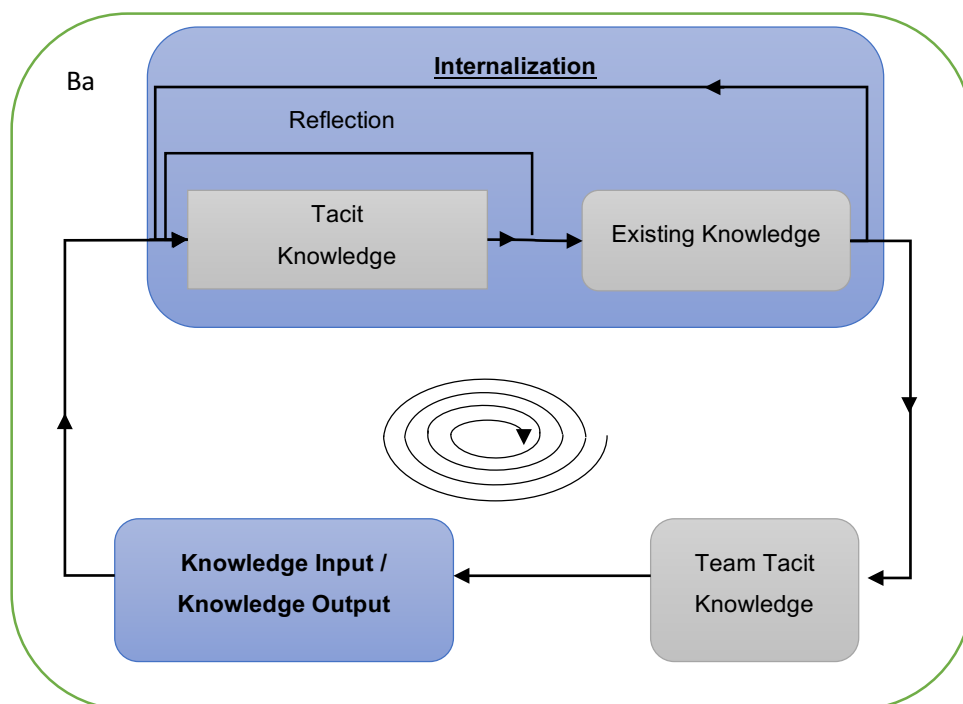 Internalization
Ba
Reflection
Tacit
Knowledge
Existing Knowledge
Knowledge Input /
Knowledge Output
Team Tacit
Knowledge